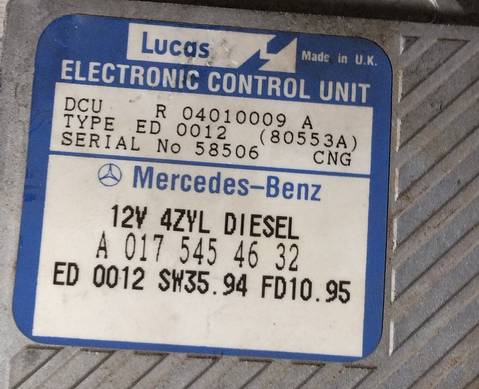 Lucas
Made in U.K.
ELECTRONIC CONTROL UNIT
DCU R 04010009 A
TYPE ED 0012 (80553A)
SERIAL No 58506 CNG
Mercedes-Benz
12V 4ZYL DIESEL
A 017 545 46 32
ED 0012 SW35.94 FD10.95